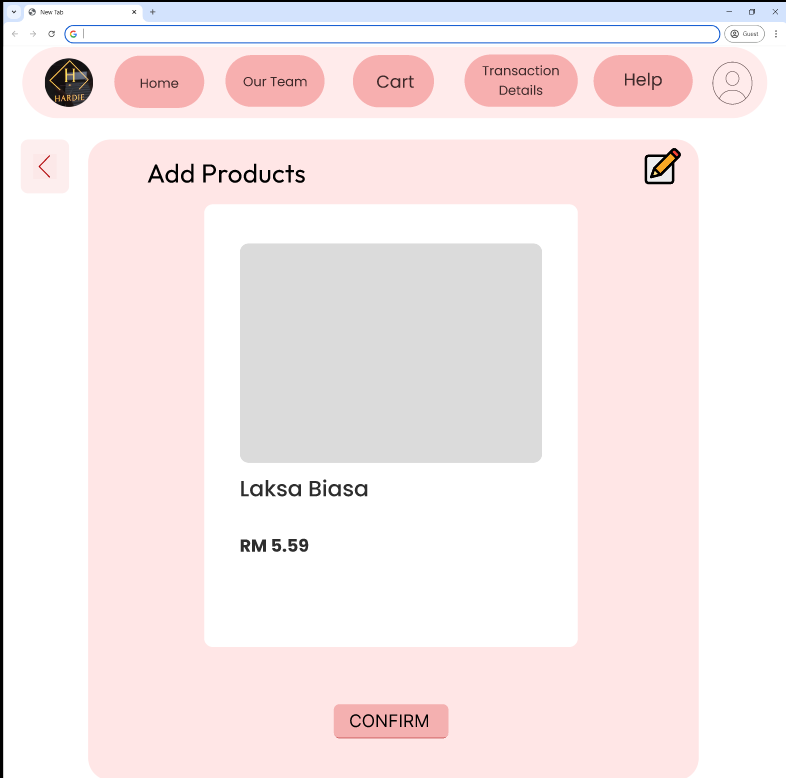 New Tab
Guest
H
HARDIE
Home
Our Team
Cart
Transaction
Details
Help
Add Products
Laksa Biasa
RM 5.59
CONFIRM